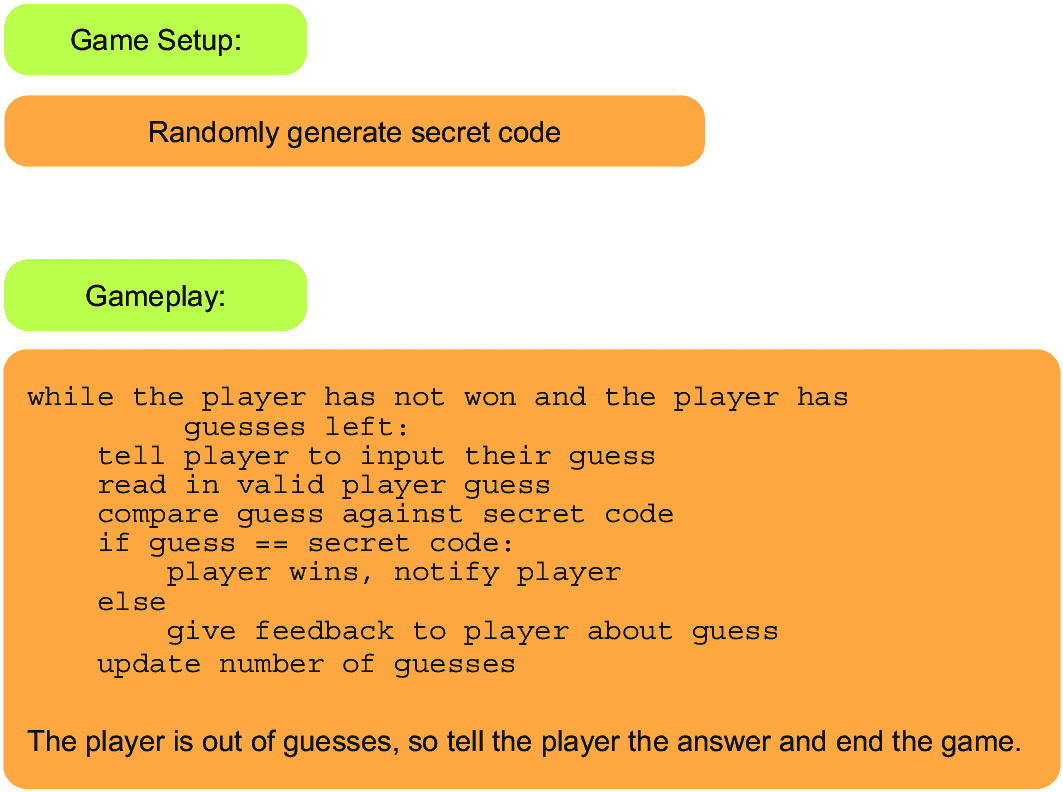 Game Setup:
Randomly generate secret code
Gameplay:
while the player has not won and the player has
guesses left:
tell player to input their guess
read in valid player guess
compare guess against secret code
if guess == secret code:
player wins, notify player
else
give feedback to player about guess
update number of guesses
The player is out of guesses, so tell the player the answer and end the game.